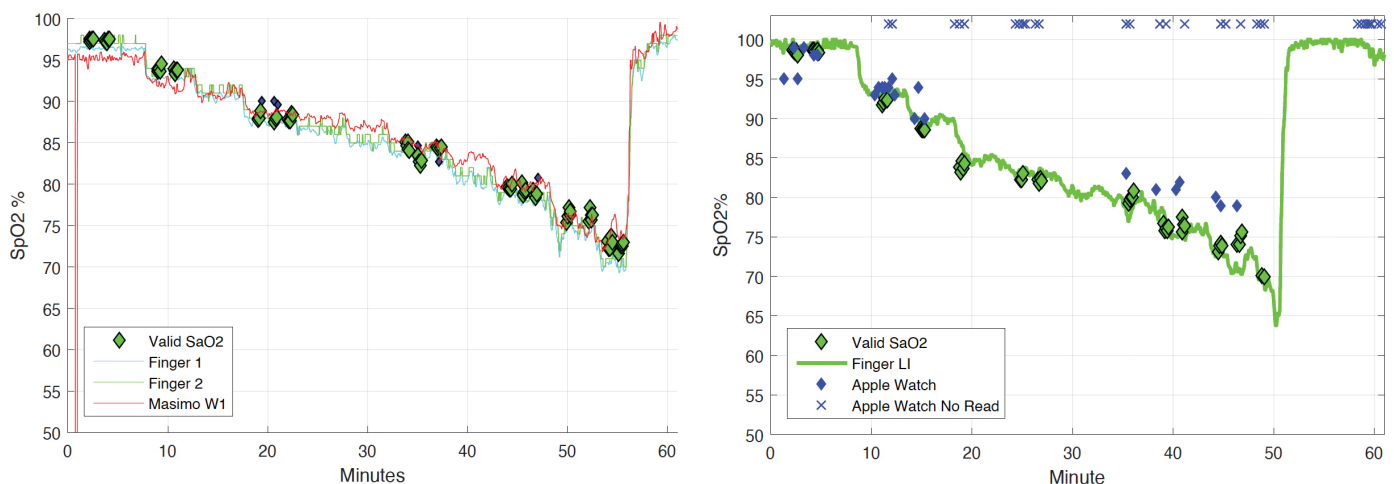 100
95
90
85
80
75
70
65
60
55
50
SpO2 %
Valid SaO2
Finger 1
Finger 2
Masimo W1
0 10 20 30 40 50 60
Minutes
100
95
90
85
80
75
70
65
60
55
50
SpO2%
Valid SaO2
Finger LI
Apple Watch
Apple Watch No Read
0 10 20 30 40 50 60
Minute